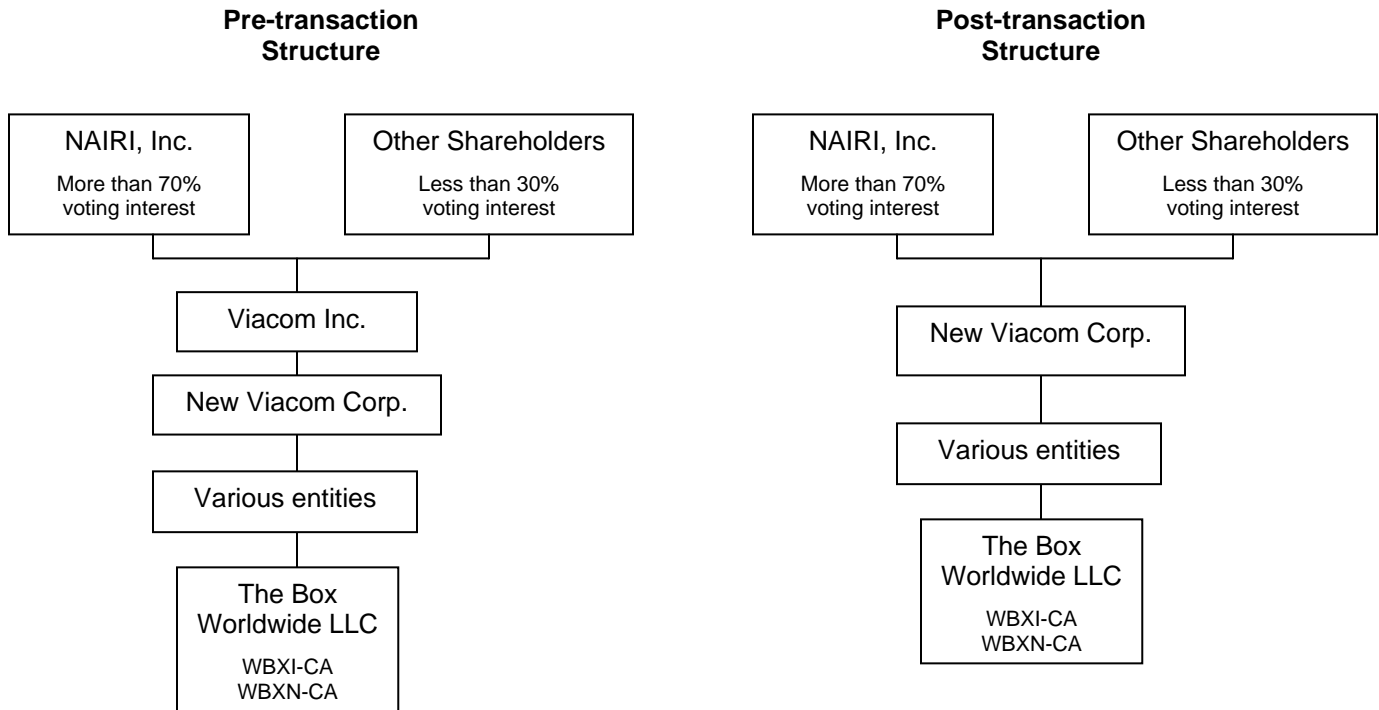 Pre-transaction
Structure
NAIRI, Inc.
More than 70%
voting interest
Other Shareholders
Less than 30%
voting interest
Viacom Inc.
New Viacom Corp.
Various entities
The Box
Worldwide LLC
WBXI-CA
WBXN-CA
Post-transaction
Structure
NAIRI, Inc.
More than 70%
voting interest
Other Shareholders
Less than 30%
voting interest
New Viacom Corp.
Various entities
The Box
Worldwide LLC
WBXI-CA
WBXN-CA